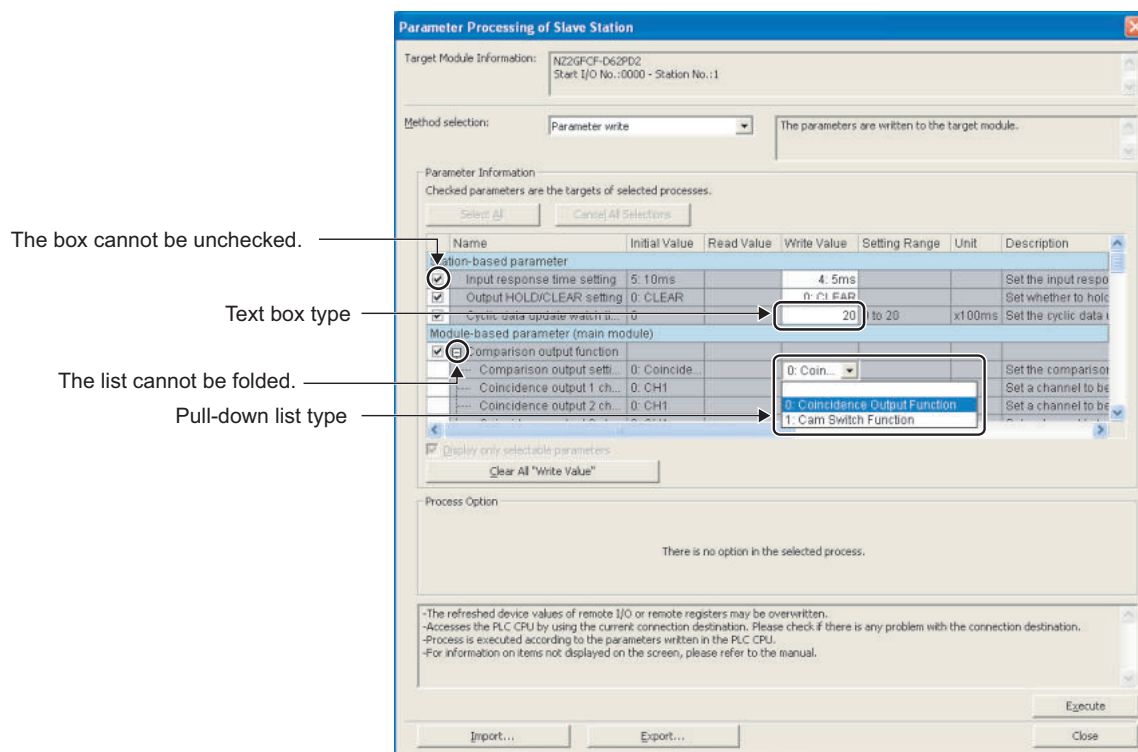 Parameter Processing of Slave Station
Target Module Information:
NZ2GFCF-D62PD2
Start I/O No.:0000 - Station No.:1
Method selection:
Parameter write
The parameters are written to the target module.
Parameter Information
Checked parameters are the targets of selected processes.
Select All
Cancel All Selections
The box cannot be unchecked.
Name Initial Value Read Value Write Value Setting Range Unit Description
Station-based parameter
Input response time setting 5: 10ms 4: 5ms Set the input respo
Output HOLD/CLEAR setting 0: CLEAR 0: CLEAR Set whether to hold
Text box type
Cyclic data update watch ti... 0 20 to 20 x100ms Set the cyclic data
Module-based parameter (main module)
Comparison output function
The list cannot be folded.
Comparison output setti... 0: Coincide... 0: Coin... Set the comparison
Coincidence output 1 ch... 0: CH1 Set a channel to be
Pull-down list type
Coincidence output 2 ch... 0: CH1 Set a channel to be
0: Coincidence Output Function
1: Cam Switch Function
Display only selectable parameters
Clear All "Write Value"
Process Option
There is no option in the selected process.
-The refreshed device values of remote I/O or remote registers may be overwritten.
-Accesses the PLC CPU by using the current connection destination. Please check if there is any problem with the connection destination.
-Process is executed according to the parameters written in the PLC CPU.
-For information on items not displayed on the screen, please refer to the manual.
Execute
Import...
Export...
Close